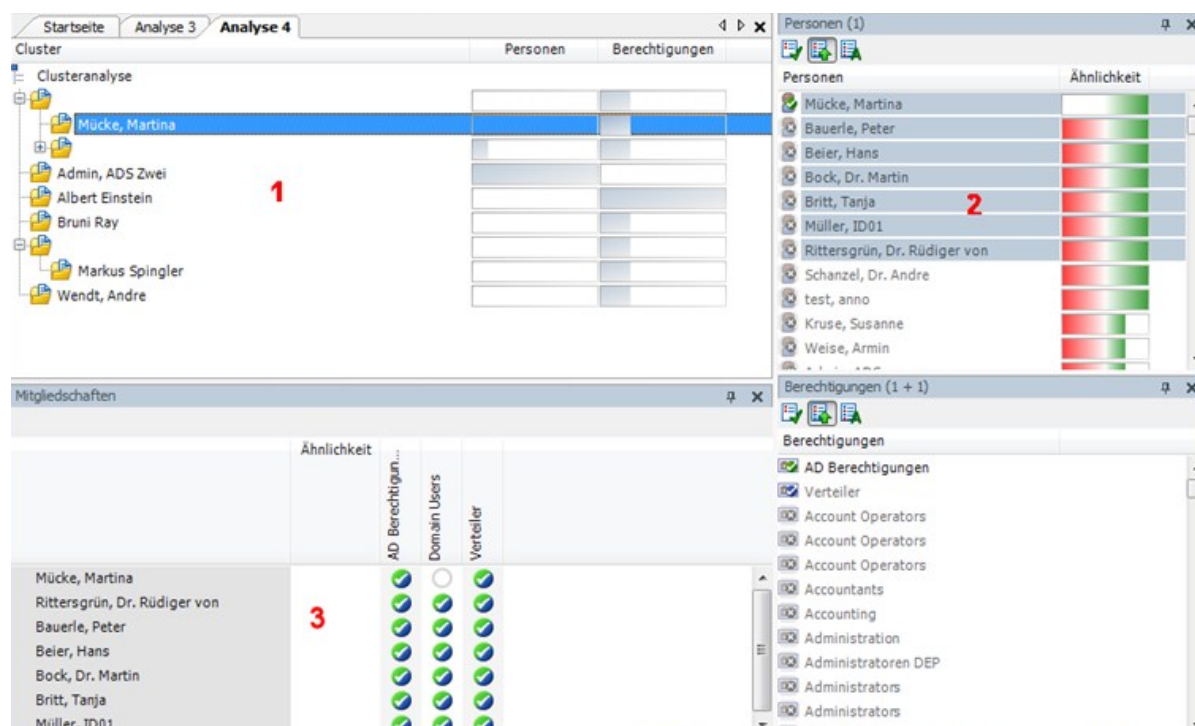 Startseite Analyse 3 Analyse 4
Cluster Personen Berechtigungen
Clusteranalyse
Mücke, Martina
Admin, ADS Zwei
Albert Einstein
Bruni Ray
Markus Spingler
Wendt, Andre
1
Personen (1)
Personen Ähnlichkeit
Mücke, Martina
Bauerle, Peter
Beier, Hans
Bock, Dr. Martin
Britt, Tanja
Müller, ID01
Rittersgrün, Dr. Rüdiger von
Schanzel, Dr. Andre
test, anno
Kruse, Susanne
Weise, Armin
2
Mitgliedschaften
Ähnlichkeit
AD Berechtigun...
Domain Users
Verteiler
Mücke, Martina
Rittersgrün, Dr. Rüdiger von
Bauerle, Peter
Beier, Hans
Bock, Dr. Martin
Britt, Tanja
Müller, ID01
3
Berechtigungen (1 + 1)
Berechtigungen
AD Berechtigungen
Verteiler
Account Operators
Account Operators
Account Operators
Accountants
Accounting
Administration
Administratoren DEP
Administrators
Administrators